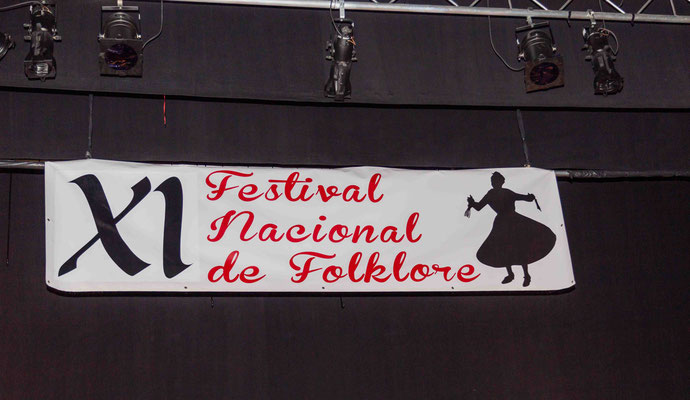 XI
Festival
Nacional
de Folklore